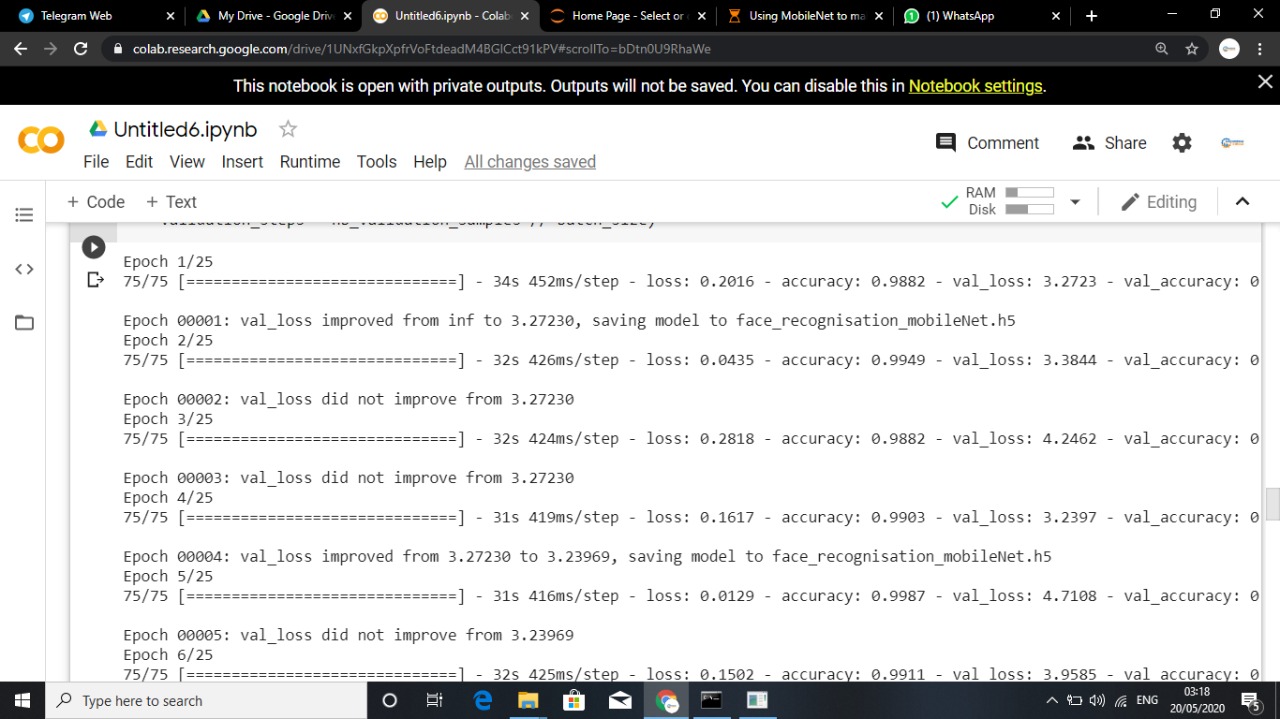 Telegram Web
My Drive - Google Driv
Untitled6.ipynb - Colab
Home Page - Select or
Using MobileNet to ma
(1) WhatsApp
colab.research.google.com/drive/1UNxfGkpXpfrVoFtdeadM4BGlCct91kPV#scrollTo=bDtn0U9RhaWe
This notebook is open with private outputs. Outputs will not be saved. You can disable this in Notebook settings.
CO
Untitled6.ipynb
Comment
Share
File Edit View Insert Runtime Tools Help All changes saved
+ Code + Text
RAM
Disk
Editing
validation_steps = nb_validation_samples // batch_size)
Epoch 1/25
75/75 [==============================] - 34s 452ms/step - loss: 0.2016 - accuracy: 0.9882 - val_loss: 3.2723 - val_accuracy: 0
Epoch 00001: val_loss improved from inf to 3.27230, saving model to face_recognisation_mobileNet.h5
Epoch 2/25
75/75 [==============================] - 32s 426ms/step - loss: 0.0435 - accuracy: 0.9949 - val_loss: 3.3844 - val_accuracy: 0
Epoch 00002: val_loss did not improve from 3.27230
Epoch 3/25
75/75 [==============================] - 32s 424ms/step - loss: 0.2818 - accuracy: 0.9882 - val_loss: 4.2462 - val_accuracy: 0
Epoch 00003: val_loss did not improve from 3.27230
Epoch 4/25
75/75 [==============================] - 31s 419ms/step - loss: 0.1617 - accuracy: 0.9903 - val_loss: 3.2397 - val_accuracy: 0
Epoch 00004: val_loss improved from 3.27230 to 3.23969, saving model to face_recognisation_mobileNet.h5
Epoch 5/25
75/75 [==============================] - 31s 416ms/step - loss: 0.0129 - accuracy: 0.9987 - val_loss: 4.7108 - val_accuracy: 0
Epoch 00005: val_loss did not improve from 3.23969
Epoch 6/25
75/75 [==============================] - 32s 425ms/step - loss: 0.1502 - accuracy: 0.9911 - val_loss: 3.9585 - val_accuracy: 0
Type here to search
ENG
03:18
20/05/2020
5